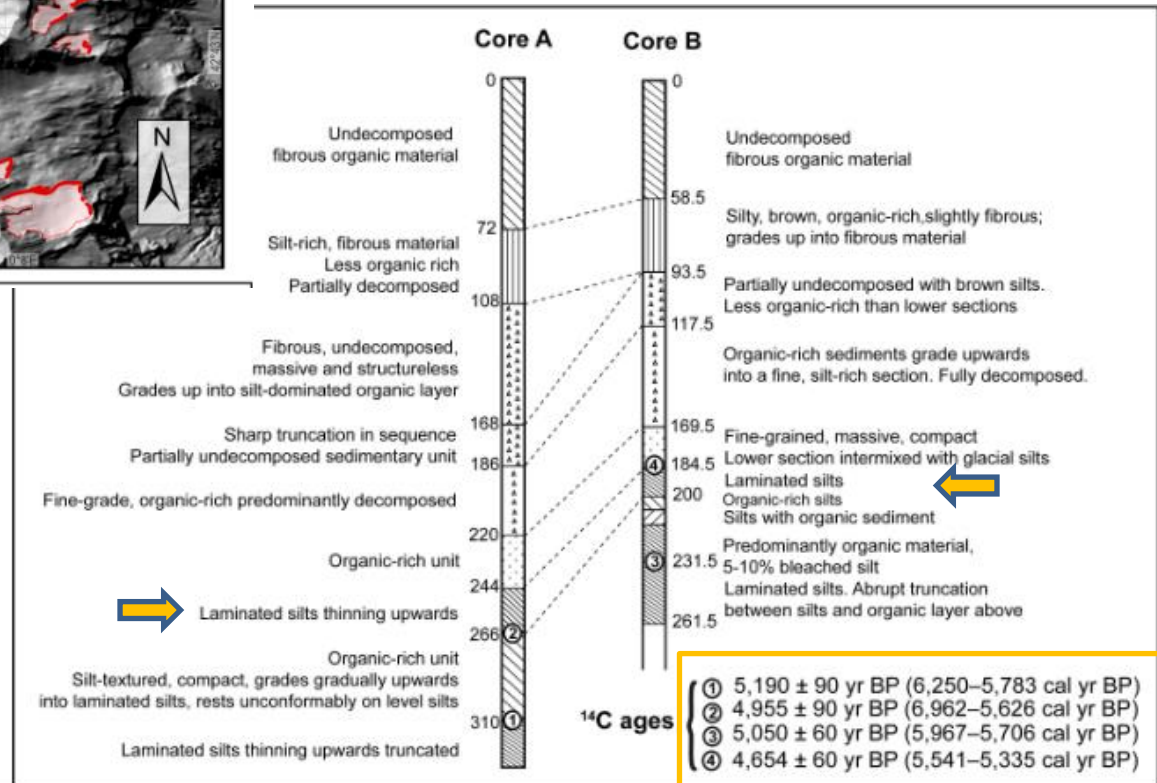 N
42°43'N
0°8'E
Core A
Core B
0
Undecomposed
fibrous organic material
72
Silt-rich, fibrous material
Less organic rich
Partially decomposed
108
Fibrous, undecomposed,
massive and structureless
Grades up into silt-dominated organic layer
168
Sharp truncation in sequence
Partially undecomposed sedimentary unit
186
Fine-grade, organic-rich predominantly decomposed
220
Organic-rich unit
244
Laminated silts thinning upwards
266
②
Organic-rich unit
Silt-textured, compact, grades gradually upwards
into laminated silts, rests unconformably on level silts
310
①
Laminated silts thinning upwards truncated
0
Undecomposed
fibrous organic material
58.5
Silty, brown, organic-rich,slightly fibrous;
grades up into fibrous material
93.5
Partially undecomposed with brown silts.
Less organic-rich than lower sections
117.5
Organic-rich sediments grade upwards
into a fine, silt-rich section. Fully decomposed.
169.5
Fine-grained, massive, compact
Lower section intermixed with glacial silts
④ 184.5
Laminated silts
200
Organic-rich silts
Silts with organic sediment
Predominantly organic material,
③ 231.5
5-10% bleached silt
Laminated silts. Abrupt truncation
between silts and organic layer above
261.5
¹⁴C ages
① 5,190 ± 90 yr BP (6,250–5,783 cal yr BP)
② 4,955 ± 90 yr BP (6,962–5,626 cal yr BP)
③ 5,050 ± 60 yr BP (5,967–5,706 cal yr BP)
④ 4,654 ± 60 yr BP (5,541–5,335 cal yr BP)